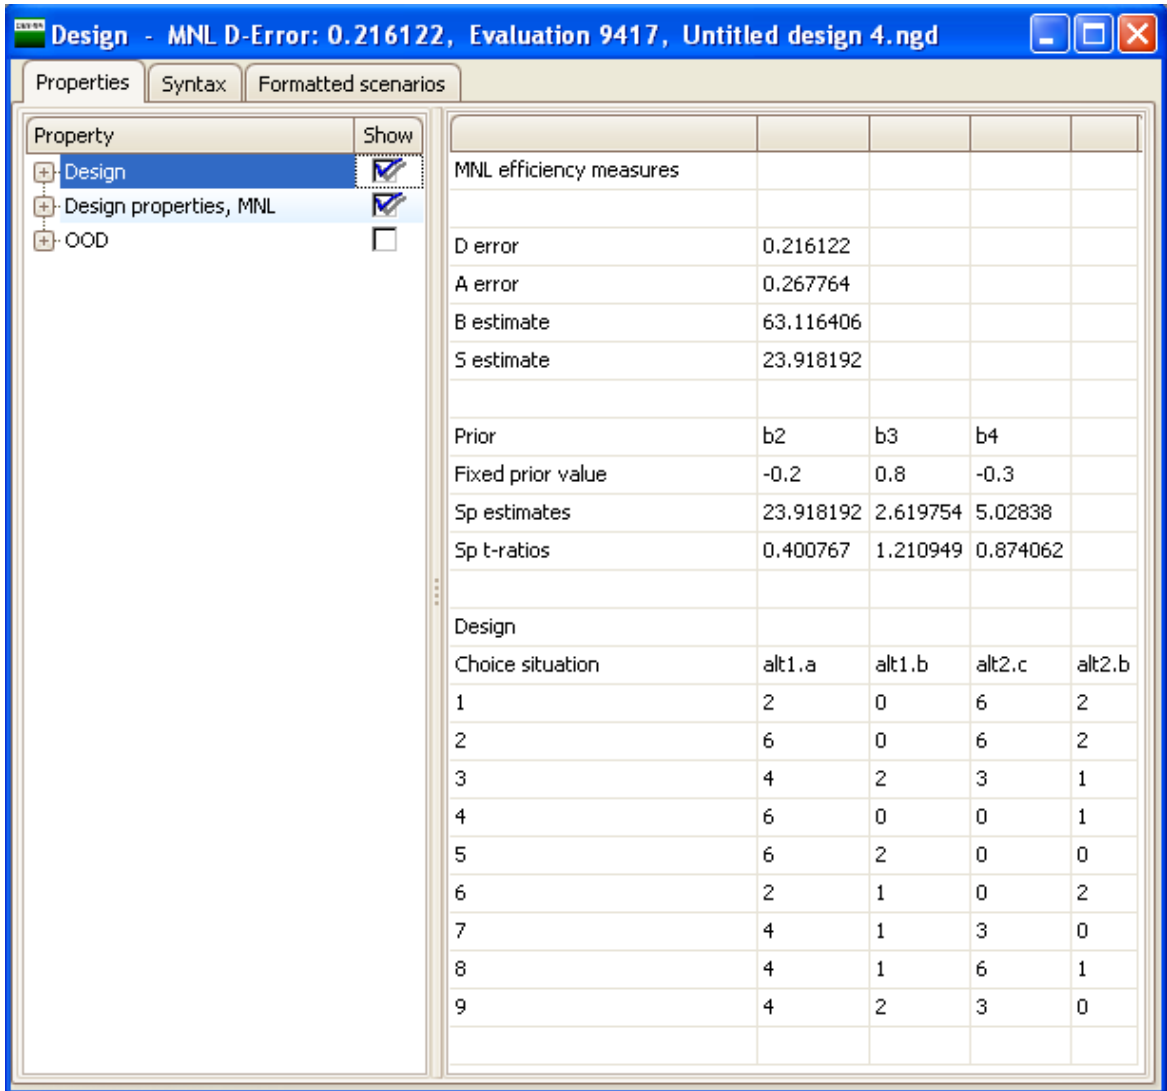 Design - MNL D-Error: 0.216122, Evaluation 9417, Untitled design 4.ngd
Properties Syntax Formatted scenarios
Property Show
Design
Design properties, MNL
OOD
MNL efficiency measures
D error 0.216122
A error 0.267764
B estimate 63.116406
S estimate 23.918192
Prior b2 b3 b4
Fixed prior value -0.2 0.8 -0.3
Sp estimates 23.918192 2.619754 5.02838
Sp t-ratios 0.400767 1.210949 0.874062
Design
Choice situation alt1.a alt1.b alt2.c alt2.b
1 2 0 6 2
2 6 0 6 2
3 4 2 3 1
4 6 0 0 1
5 6 2 0 0
6 2 1 0 2
7 4 1 3 0
8 4 1 6 1
9 4 2 3 0